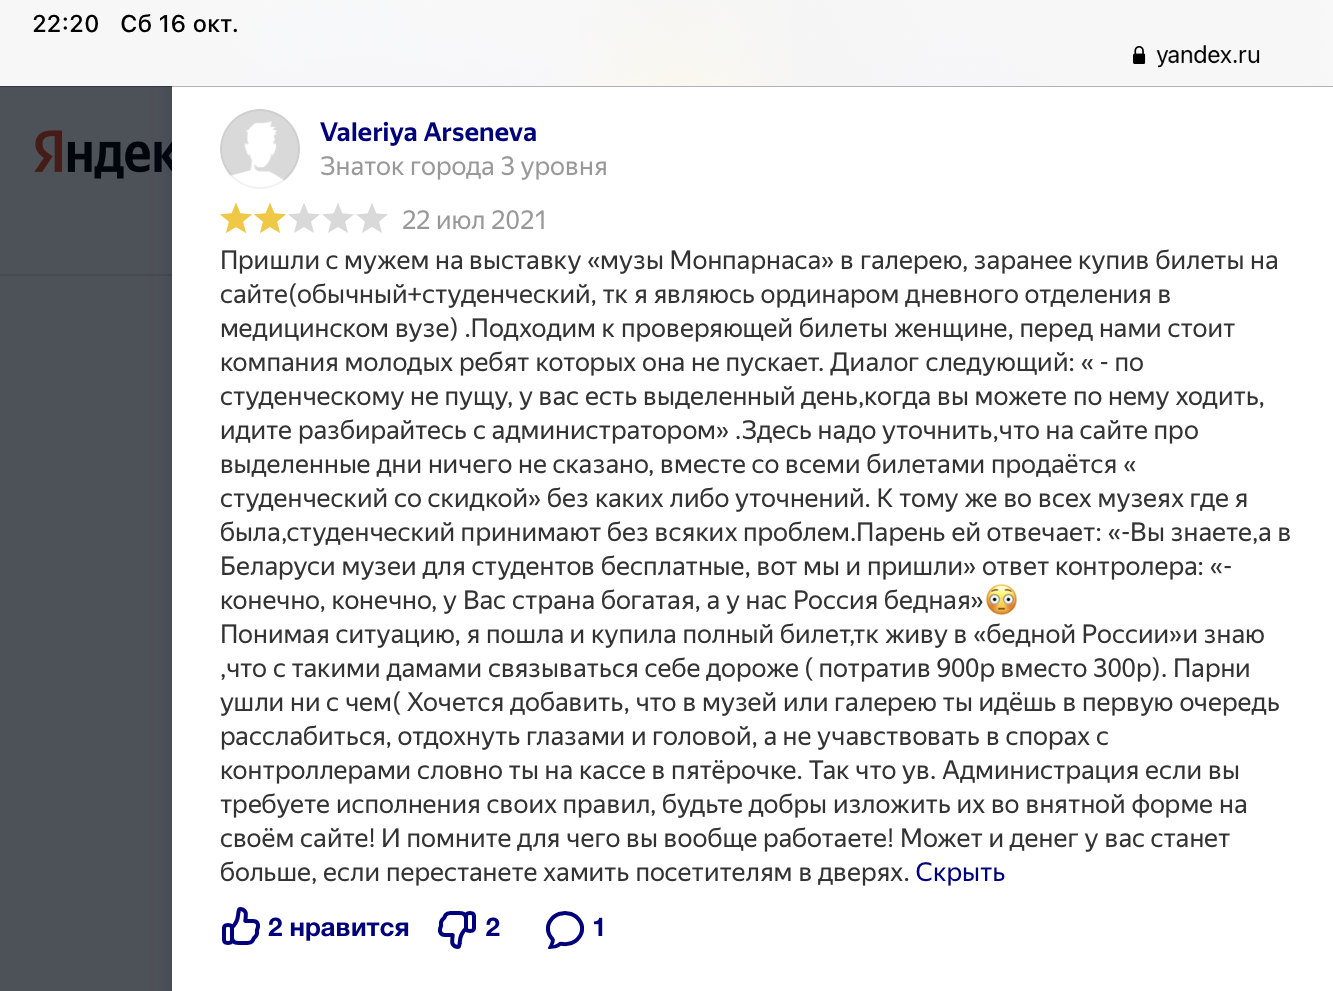 22:20 Сб 16 окт.
yandex.ru
Яндек
Valeriya Arseneva
Знаток города 3 уровня
22 июл 2021
Пришли с мужем на выставку «музы Монпарнаса» в галерею, заранее купив билеты на
сайте(обычный+студенческий, тк я являюсь ординаром дневного отделения в
медицинском вузе) .Подходим к проверяющей билеты женщине, перед нами стоит
компания молодых ребят которых она не пускает. Диалог следующий: « - по
студенческому не пущу, у вас есть выделенный день,когда вы можете по нему ходить,
идите разбирайтесь с администратором» .Здесь надо уточнить,что на сайте про
выделенные дни ничего не сказано, вместе со всеми билетами продаётся «
студенческий со скидкой» без каких либо уточнений. К тому же во всех музеях где я
была,студенческий принимают без всяких проблем.Парень ей отвечает: «-Вы знаете,а в
Беларуси музеи для студентов бесплатные, вот мы и пришли» ответ контролера: «-
конечно, конечно, у Вас страна богатая, а у нас Россия бедная»😳
Понимая ситуацию, я пошла и купила полный билет,тк живу в «бедной России»и знаю
,что с такими дамами связываться себе дороже ( потратив 900р вместо 300р). Парни
ушли ни с чем( Хочется добавить, что в музей или галерею ты идёшь в первую очередь
расслабиться, отдохнуть глазами и головой, а не учавствовать в спорах с
контроллерами словно ты на кассе в пятёрочке. Так что ув. Администрация если вы
требуете исполнения своих правил, будьте добры изложить их во внятной форме на
своём сайте! И помните для чего вы вообще работаете! Может и денег у вас станет
больше, если перестанете хамить посетителям в дверях. Скрыть
2 нравится 2 1